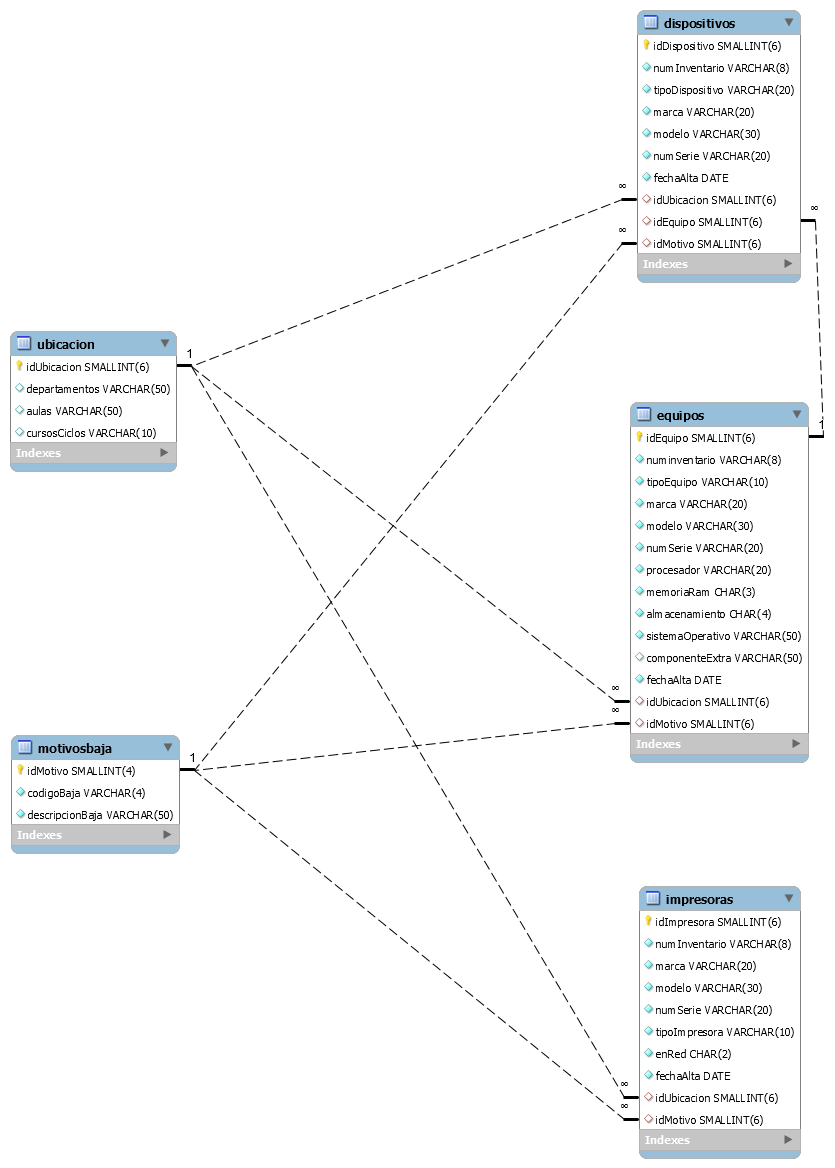 dispositivos
idDispositivo SMALLINT(6)
numInventario VARCHAR(8)
tipoDispositivo VARCHAR(20)
marca VARCHAR(20)
modelo VARCHAR(30)
numSerie VARCHAR(20)
fechaAlta DATE
∞
idUbicacion SMALLINT(6)
∞
idEquipo SMALLINT(6)
∞
idMotivo SMALLINT(6)
Indexes
ubicacion
1
idUbicacion SMALLINT(6)
departamentos VARCHAR(50)
aulas VARCHAR(50)
cursosCiclos VARCHAR(10)
Indexes
equipos
1
idEquipo SMALLINT(6)
numinventario VARCHAR(8)
tipoEquipo VARCHAR(10)
marca VARCHAR(20)
modelo VARCHAR(30)
numSerie VARCHAR(20)
procesador VARCHAR(20)
memoriaRam CHAR(3)
almacenamiento CHAR(4)
sistemaOperativo VARCHAR(50)
componenteExtra VARCHAR(50)
fechaAlta DATE
∞
idUbicacion SMALLINT(6)
∞
idMotivo SMALLINT(6)
Indexes
motivosbaja
1
idMotivo SMALLINT(4)
codigoBaja VARCHAR(4)
descripcionBaja VARCHAR(50)
Indexes
impresoras
idImpresora SMALLINT(6)
numInventario VARCHAR(8)
marca VARCHAR(20)
modelo VARCHAR(30)
numSerie VARCHAR(20)
tipoImpresora VARCHAR(10)
enRed CHAR(2)
fechaAlta DATE
∞
idUbicacion SMALLINT(6)
∞
idMotivo SMALLINT(6)
Indexes